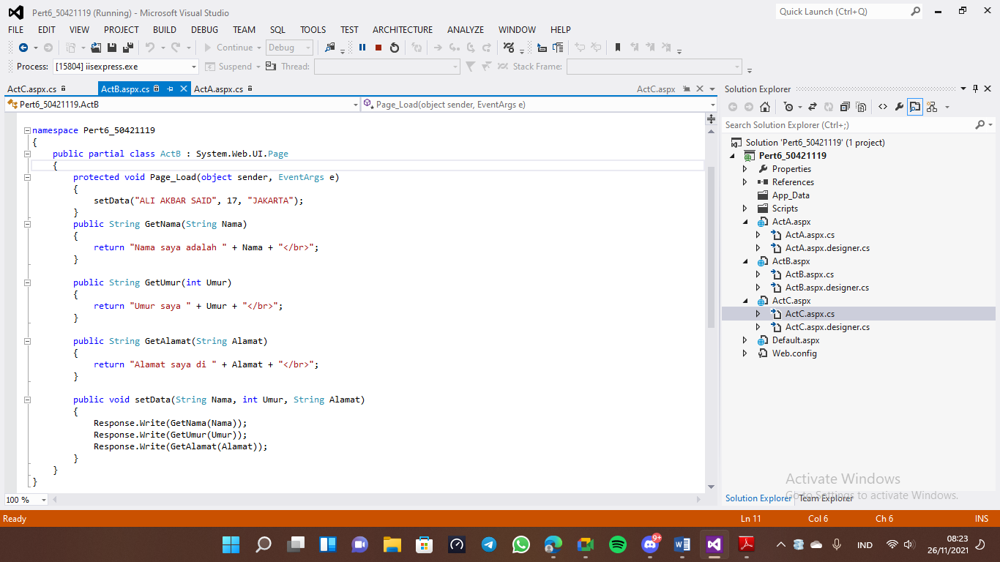 Pert6_50421119 (Running) - Microsoft Visual Studio
Quick Launch (Ctrl+Q)
FILE EDIT VIEW PROJECT BUILD DEBUG TEAM SQL TOOLS TEST ARCHITECTURE ANALYZE WINDOW HELP
Continue Debug
Process: [15804] iisexpress.exe Suspend Thread: Stack Frame:
ActC.aspx.cs ActB.aspx.cs ActA.aspx.cs ActC.aspx
Pert6_50421119.ActB Page_Load(object sender, EventArgs e)
namespace Pert6_50421119
{
public partial class ActB : System.Web.UI.Page
{
protected void Page_Load(object sender, EventArgs e)
{
setData("ALI AKBAR SAID", 17, "JAKARTA");
}
public String GetNama(String Nama)
{
return "Nama saya adalah " + Nama + "</br>";
}
public String GetUmur(int Umur)
{
return "Umur saya " + Umur + "</br>";
}
public String GetAlamat(String Alamat)
{
return "Alamat saya di " + Alamat + "</br>";
}
public void setData(String Nama, int Umur, String Alamat)
{
Response.Write(GetNama(Nama));
Response.Write(GetUmur(Umur));
Response.Write(GetAlamat(Alamat));
}
}
}
100 %
Solution Explorer
Search Solution Explorer (Ctrl+;)
Solution 'Pert6_50421119' (1 project)
Pert6_50421119
Properties
References
App_Data
Scripts
ActA.aspx
ActA.aspx.cs
ActA.aspx.designer.cs
ActB.aspx
ActB.aspx.cs
ActB.aspx.designer.cs
ActC.aspx
ActC.aspx.cs
ActC.aspx.designer.cs
Default.aspx
Web.config
Activate Windows
Go to Settings to activate Windows.
Solution Explorer Team Explorer
Ready Ln 11 Col 6 Ch 6 INS
9+
IND
08:23
26/11/2021